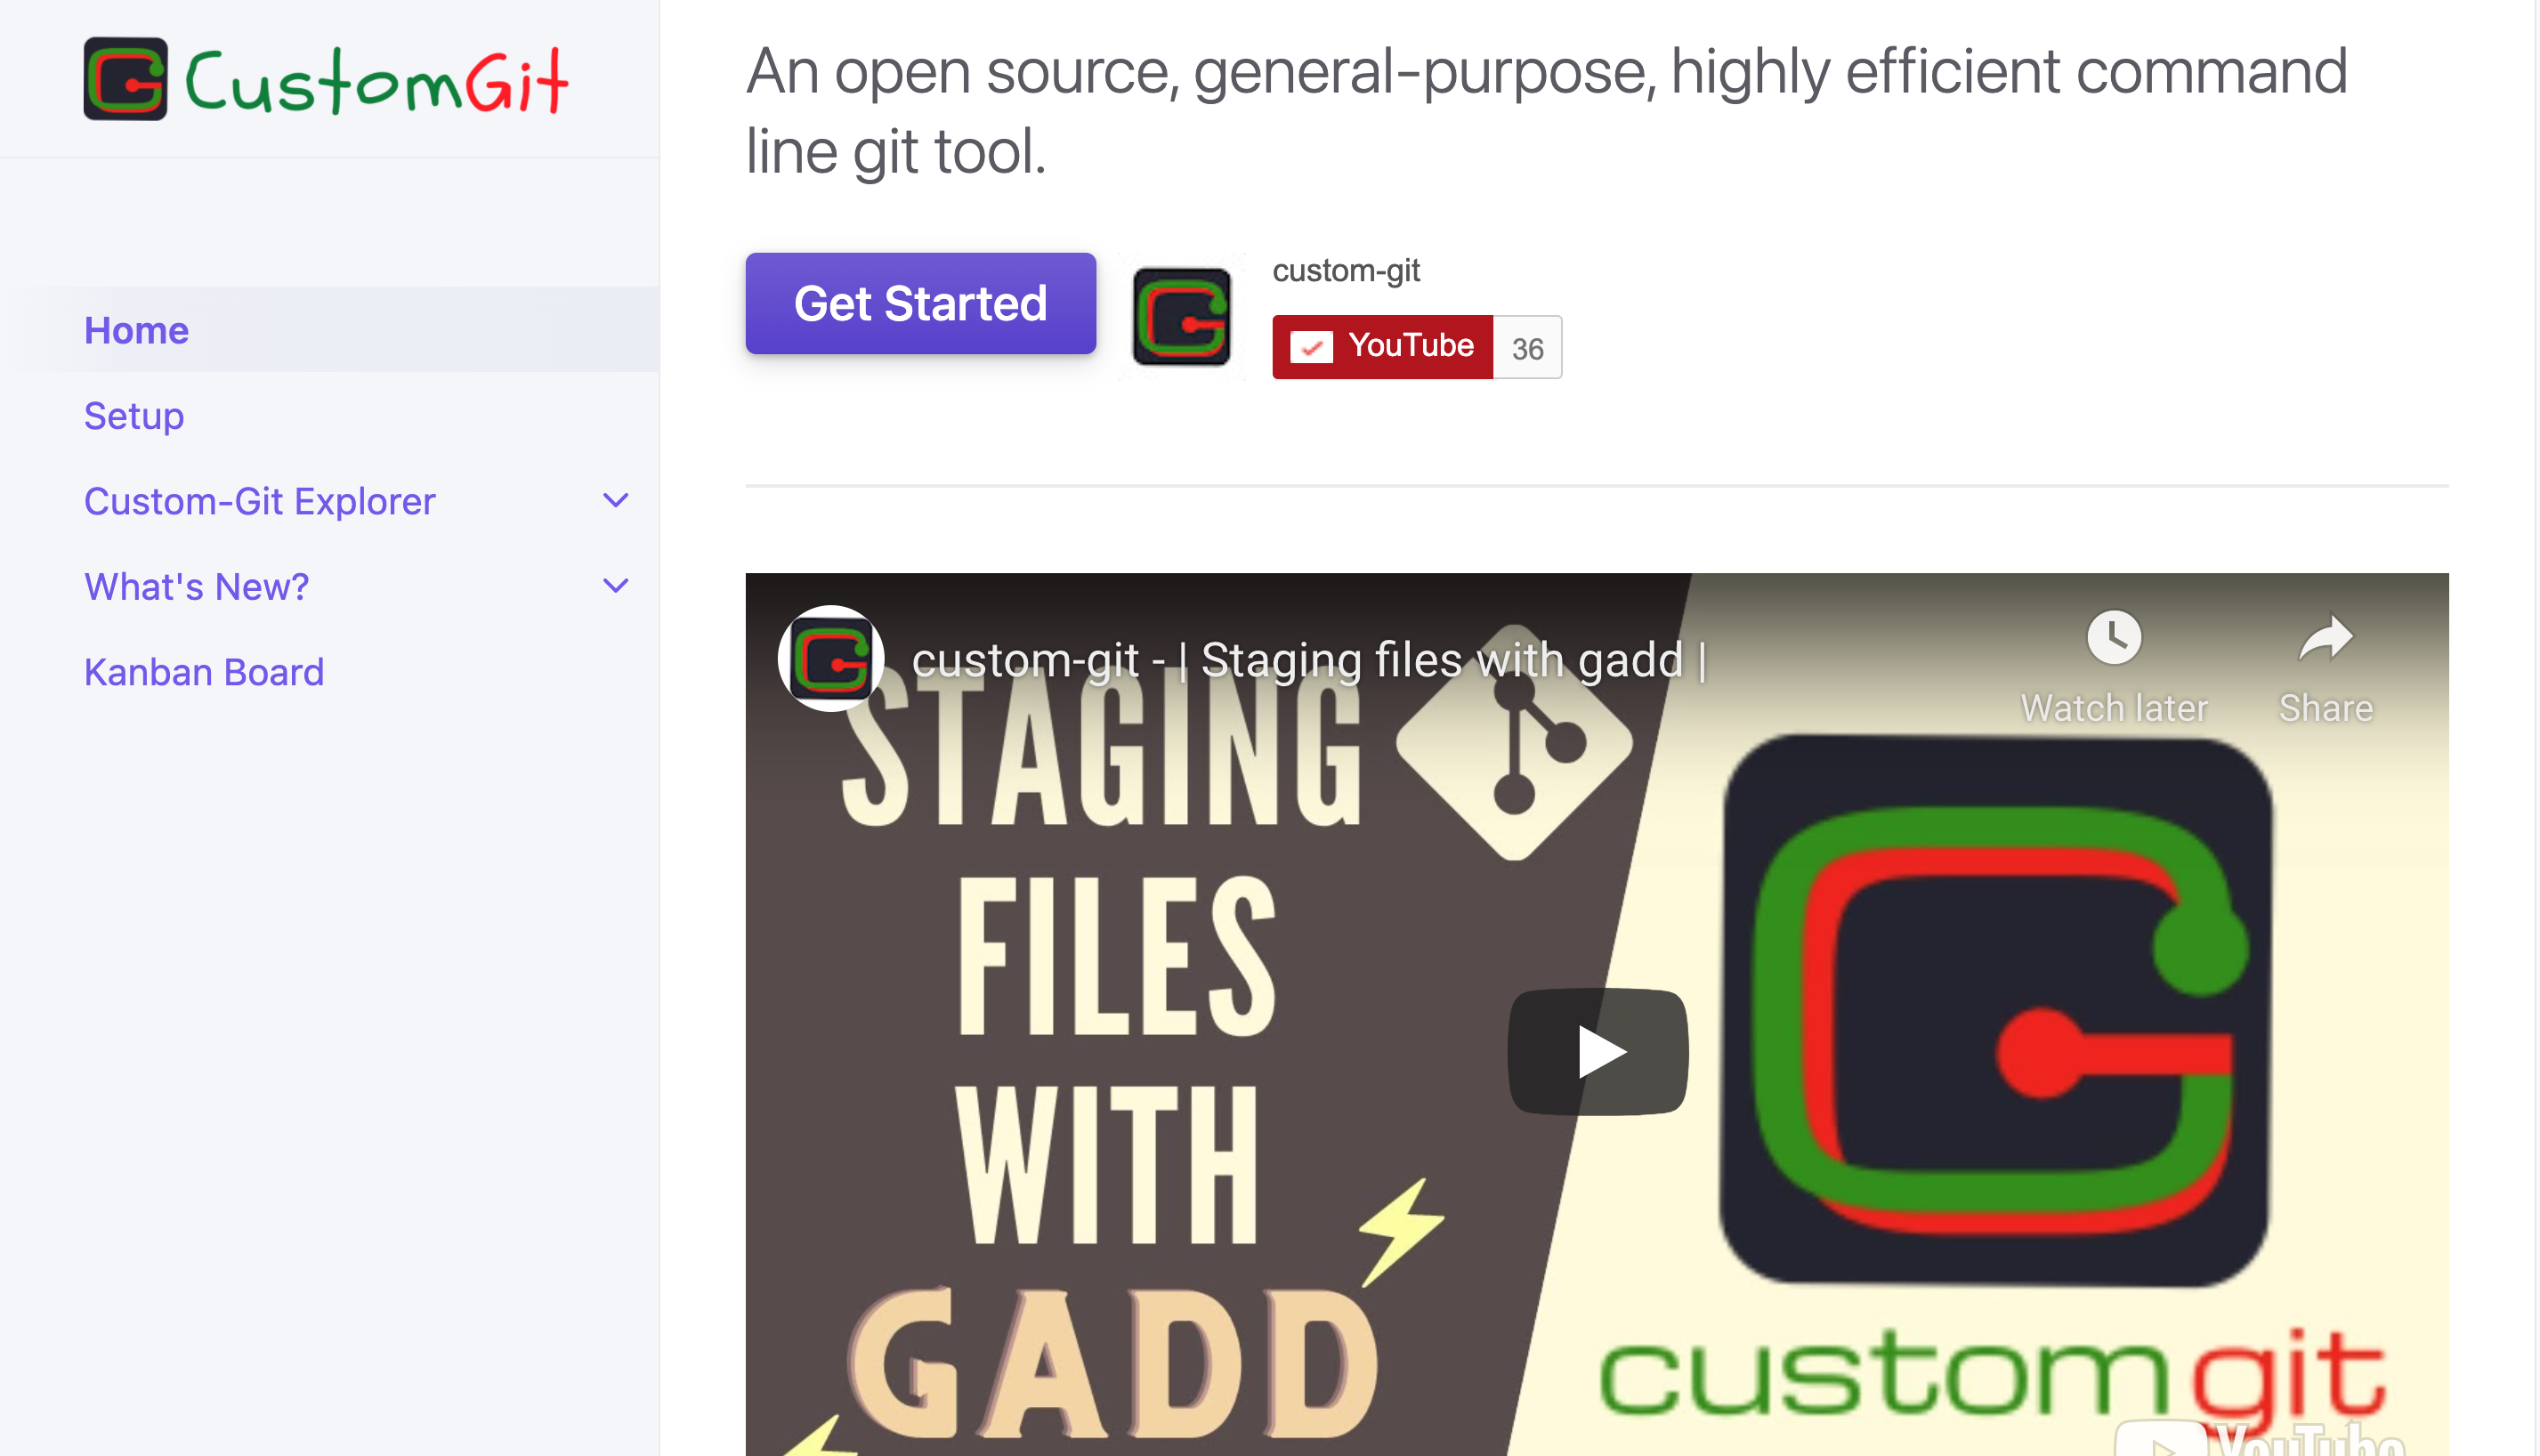 CustomGit
Home
Setup
Custom-Git Explorer
What's New?
Kanban Board
An open source, general-purpose, highly efficient command
line git tool.
Get Started
custom-git
YouTube 36
custom-git - | Staging files with gadd |
Watch later
Share
STAGING
FILES
WITH
GADD
custom git
YouTube